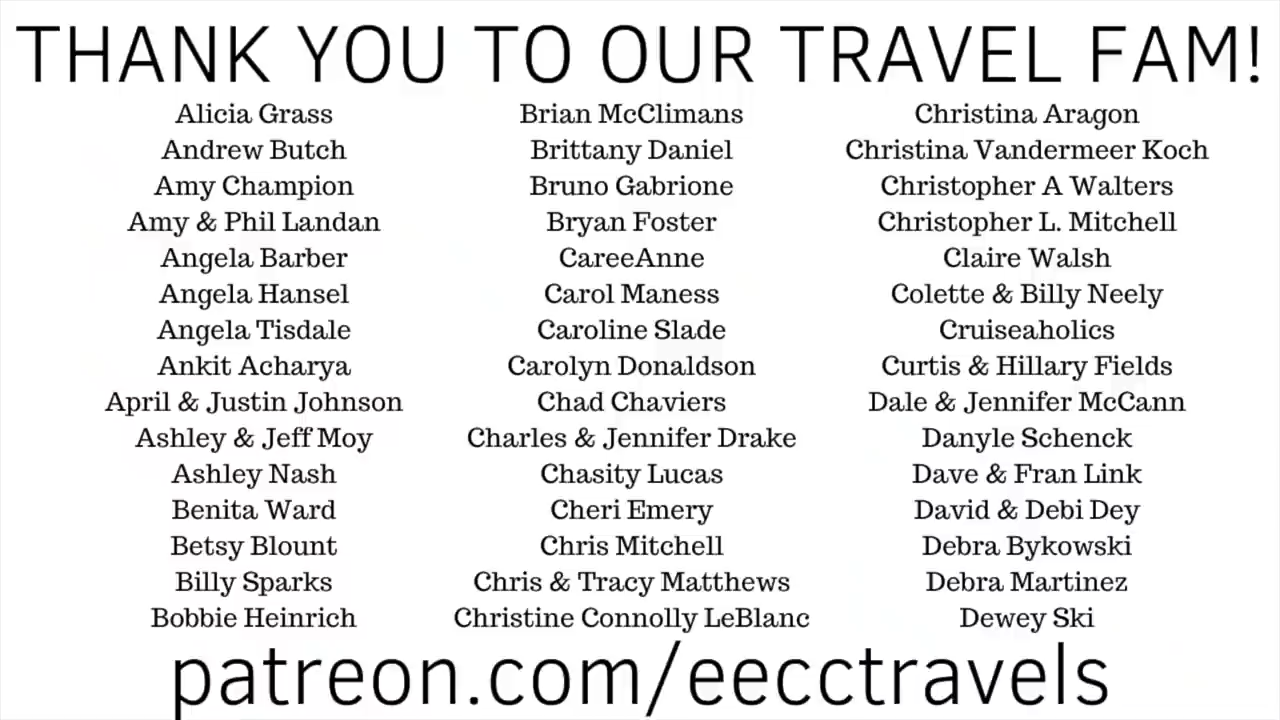 THANK YOU TO OUR TRAVEL FAM!
Alicia Grass
Andrew Butch
Amy Champion
Amy & Phil Landan
Angela Barber
Angela Hansel
Angela Tisdale
Ankit Acharya
April & Justin Johnson
Ashley & Jeff Moy
Ashley Nash
Benita Ward
Betsy Blount
Billy Sparks
Bobbie Heinrich
Brian McClimans
Brittany Daniel
Bruno Gabrione
Bryan Foster
CareeAnne
Carol Maness
Caroline Slade
Carolyn Donaldson
Chad Chaviers
Charles & Jennifer Drake
Chasity Lucas
Cheri Emery
Chris Mitchell
Chris & Tracy Matthews
Christine Connolly LeBlanc
Christina Aragon
Christina Vandermeer Koch
Christopher A Walters
Christopher L. Mitchell
Claire Walsh
Colette & Billy Neely
Cruiseaholics
Curtis & Hillary Fields
Dale & Jennifer McCann
Danyle Schenck
Dave & Fran Link
David & Debi Dey
Debra Bykowski
Debra Martinez
Dewey Ski
patreon.com/eecctravels